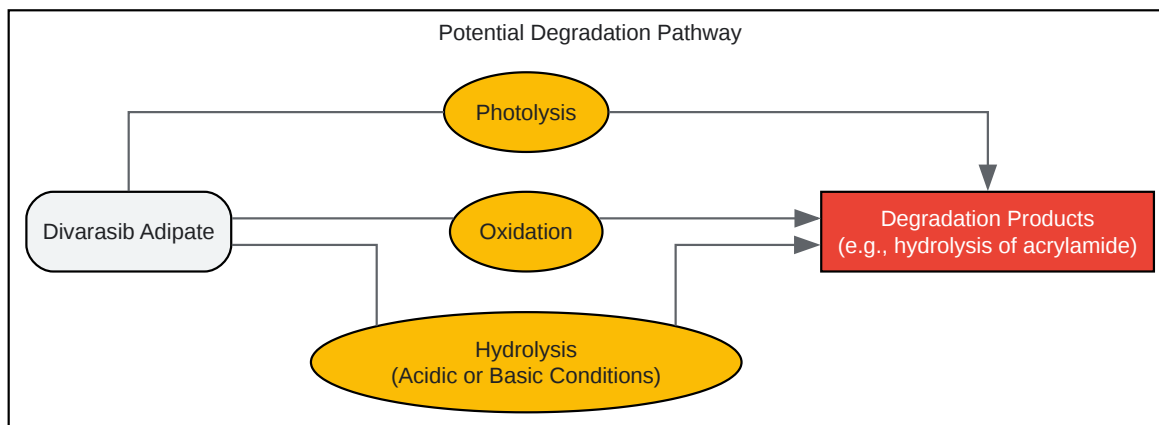 Potential Degradation Pathway
Photolysis
Divarasib Adipate
Oxidation
Degradation Products
(e.g., hydrolysis of acrylamide)
Hydrolysis
(Acidic or Basic Conditions)